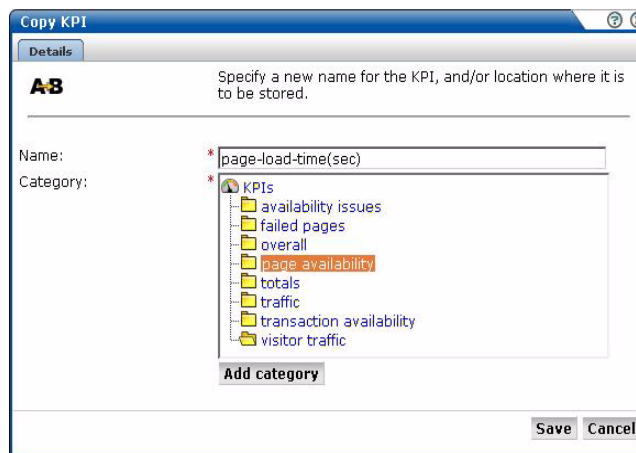 Copy KPI
Details
A B
Specify a new name for the KPI, and/or location where it is
to be stored.
Name:
* page-load-time(sec)
Category:
* KPIs
availability issues
failed pages
overall
page availability
totals
traffic
transaction availability
visitor traffic
Add category
Save Cancel